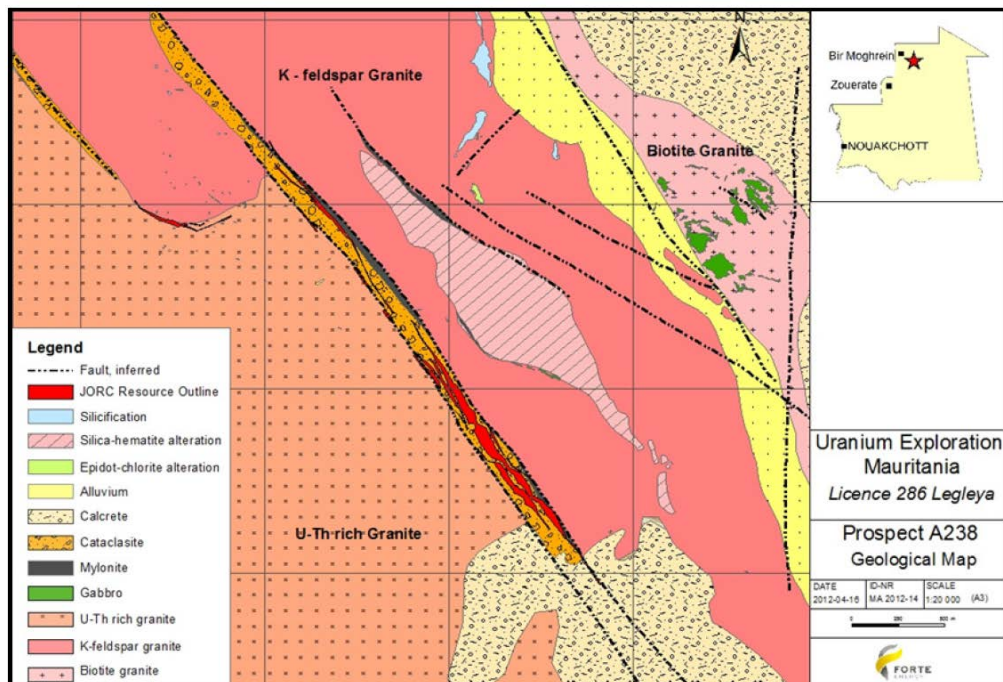 N
K - feldspar Granite
Biotite Granite
U-Th rich Granite
Legend
Fault, inferred
JORC Resource Outline
Silicification
Silica-hematite alteration
Epidot-chlorite alteration
Alluvium
Calcrete
Cataclasite
Mylonite
Gabbro
U-Th rich granite
K-feldspar granite
Biotite granite
Bir Moghrein
Zouerate
NOUAKCHOTT
Uranium Exploration
Mauritania
Licence 286 Legleya
Prospect A238
Geological Map
DATE
2012-04-16
ID-NR
MA 2012-14
SCALE
1:20 000 (A3)
FORTE
ENERGY